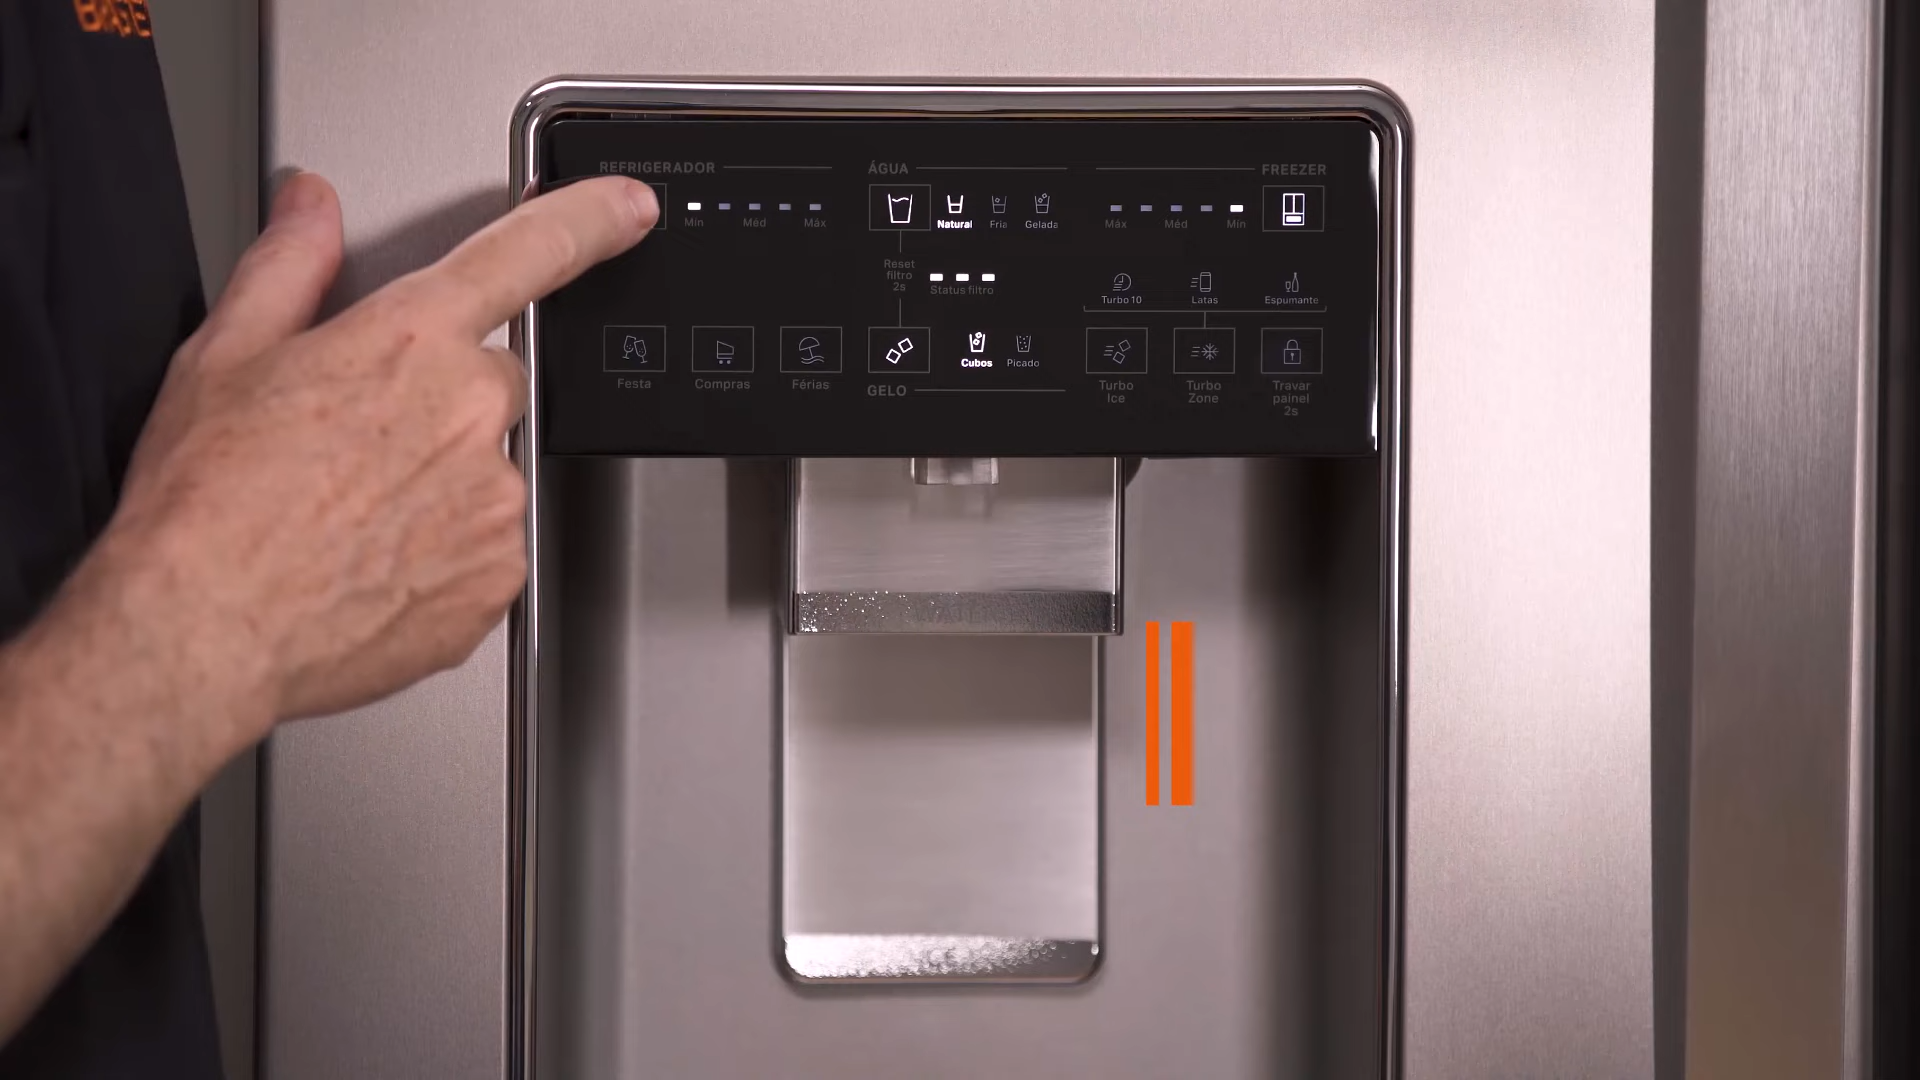 REFRIGERADOR
Mín Méd Máx
ÁGUA
Natural Fria Gelada
FREEZER
Máx Méd Mín
Reset
filtro
2s
Status filtro
Turbo 10 Latas Espumante
Festa Compras Férias
Cubos Picado
GELO
Turbo
Ice
Turbo
Zone
Travar
painel
2s